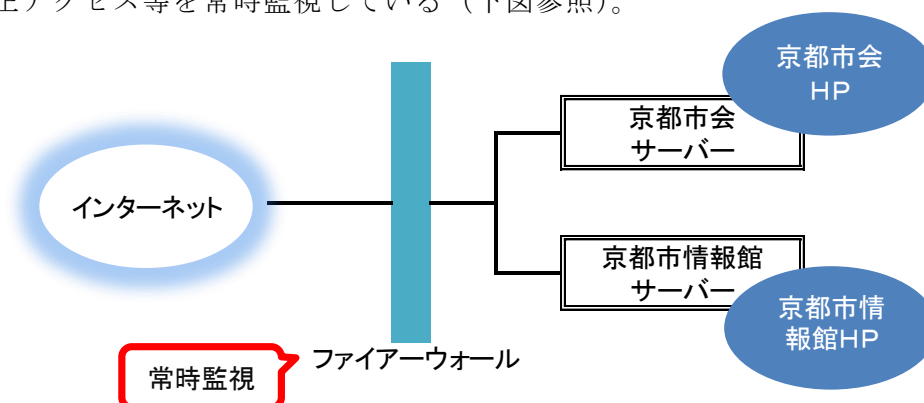 正アクセス等を常時監視している(下図参照)。
京都市会
HP
京都市会
サーバー
インターネット
京都市情報館
サーバー
京都市情
報館HP
ファイアーウォール
常時監視